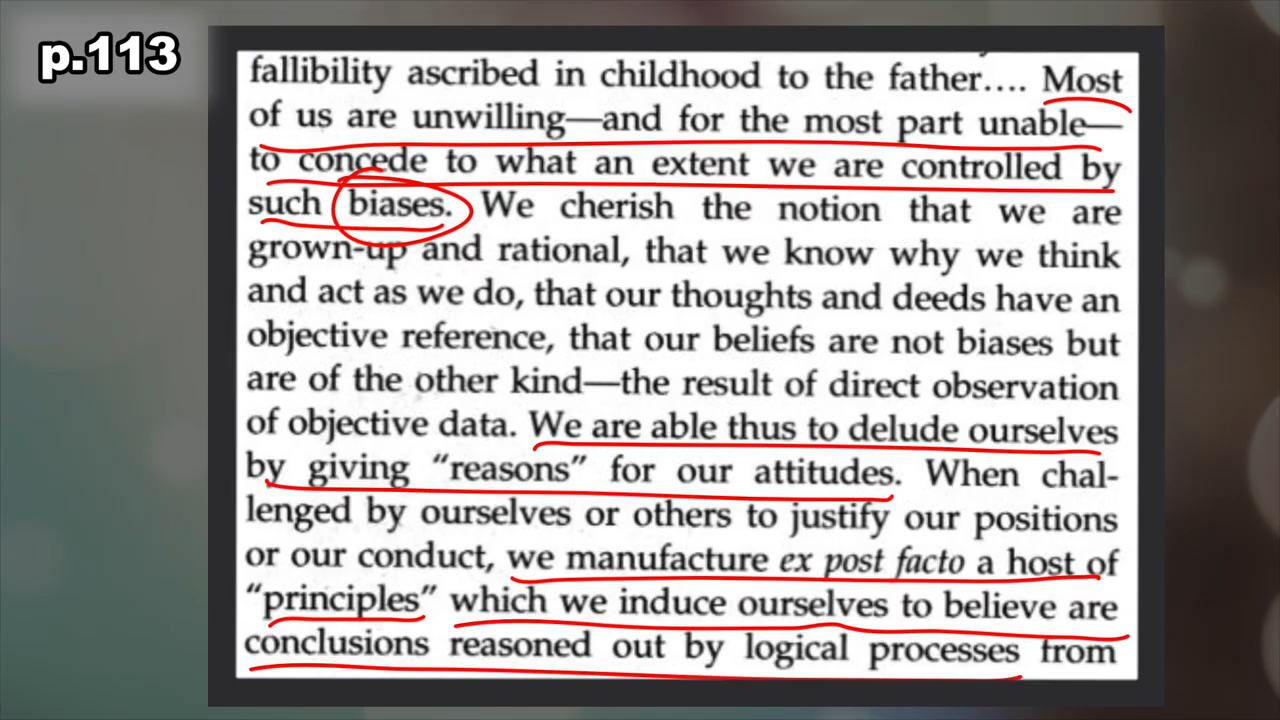 p.113
fallibility ascribed in childhood to the father.... Most
of us are unwilling—and for the most part unable—
to concede to what an extent we are controlled by
such biases. We cherish the notion that we are
grown-up and rational, that we know why we think
and act as we do, that our thoughts and deeds have an
objective reference, that our beliefs are not biases but
are of the other kind—the result of direct observation
of objective data. We are able thus to delude ourselves
by giving “reasons” for our attitudes. When chal-
lenged by ourselves or others to justify our positions
or our conduct, we manufacture ex post facto a host of
“principles” which we induce ourselves to believe are
conclusions reasoned out by logical processes from